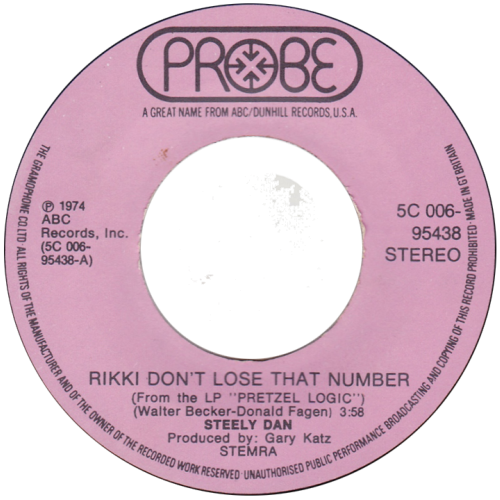 PROBE
A GREAT NAME FROM ABC/DUNHILL RECORDS, U.S.A.
THE GRAMOPHONE CO LTD · ALL RIGHTS OF THE MANUFACTURER AND OF THE OWNER OF THE RECORDED WORK RESERVED · UNAUTHORISED PUBLIC PERFORMANCE BROADCASTING AND COPYING OF THIS RECORD PROHIBITED · MADE IN GT BRITAIN
℗ 1974
ABC
Records, Inc.
(5C 006-
95438-A)
5C 006-
95438
STEREO
RIKKI DON'T LOSE THAT NUMBER
(From the LP "PRETZEL LOGIC")
(Walter Becker-Donald Fagen) 3:58
STEELY DAN
Produced by: Gary Katz
STEMRA